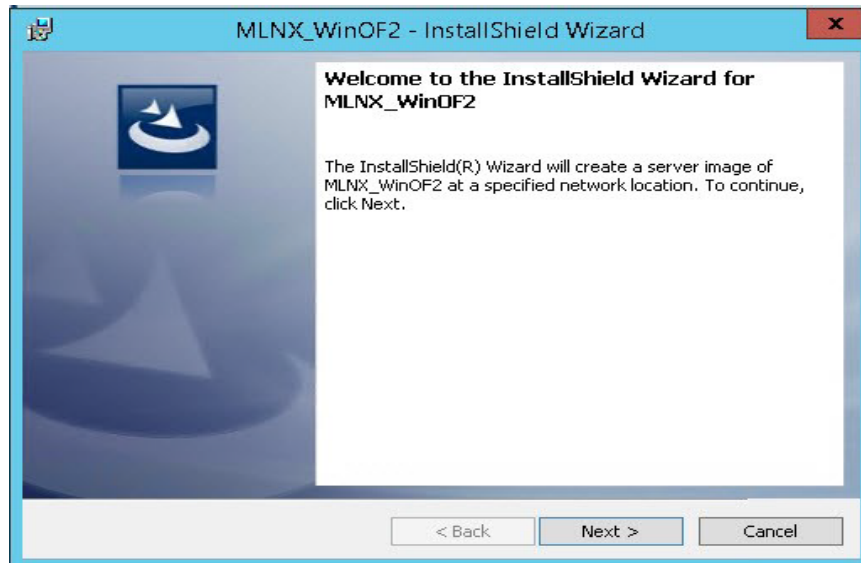 MLNX_WinOF2 - InstallShield Wizard
x
Welcome to the InstallShield Wizard for
MLNX_WinOF2
The InstallShield(R) Wizard will create a server image of
MLNX_WinOF2 at a specified network location. To continue,
click Next.
< Back
Next >
Cancel